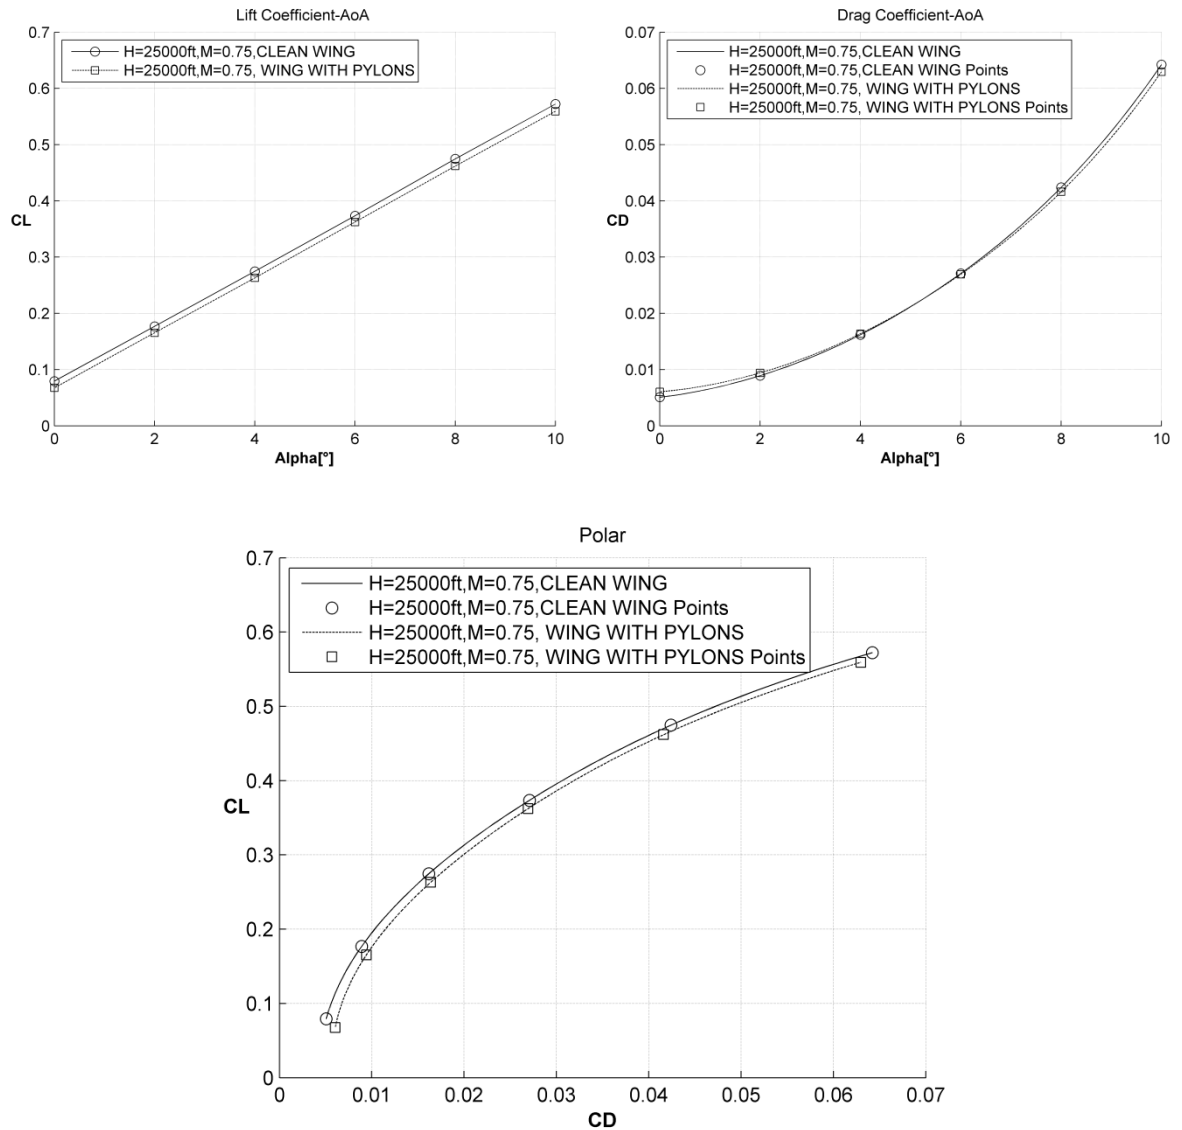 Lift Coefficient-AoA
0.7
0.6
0.5
0.4
0.3
0.2
0.1
0
CL
H=25000ft,M=0.75,CLEAN WING
H=25000ft,M=0.75, WING WITH PYLONS
0 2 4 6 8 10
Alpha[°]
Drag Coefficient-AoA
0.07
0.06
0.05
0.04
0.03
0.02
0.01
0
CD
H=25000ft,M=0.75,CLEAN WING
H=25000ft,M=0.75,CLEAN WING Points
H=25000ft,M=0.75, WING WITH PYLONS
H=25000ft,M=0.75, WING WITH PYLONS Points
0 2 4 6 8 10
Alpha[°]
Polar
0.7
0.6
0.5
0.4
0.3
0.2
0.1
0
CL
H=25000ft,M=0.75,CLEAN WING
H=25000ft,M=0.75,CLEAN WING Points
H=25000ft,M=0.75, WING WITH PYLONS
H=25000ft,M=0.75, WING WITH PYLONS Points
0 0.01 0.02 0.03 0.04 0.05 0.06 0.07
CD